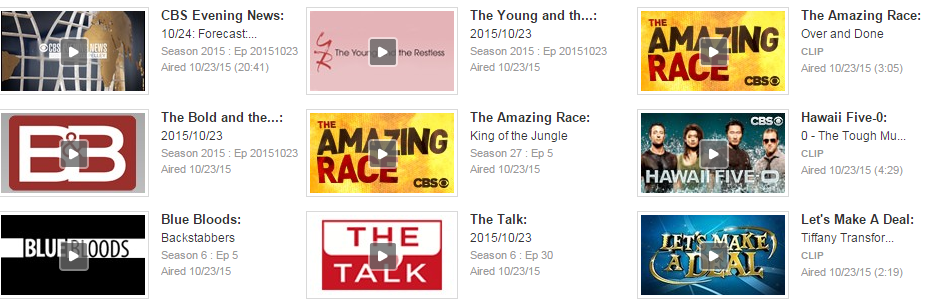 CBS NEWS
CBS Evening News:
10/24: Forecast:...
Season 2015 : Ep 20151023
Aired 10/23/15 (20:41)
YR The Young and the Restless
The Young and th...:
2015/10/23
Season 2015 : Ep 20151023
Aired 10/23/15
THE
AMAZING
RACE
CBS
The Amazing Race:
Over and Done
CLIP
Aired 10/23/15 (3:05)
B&B
The Bold and the...:
2015/10/23
Season 2015 : Ep 20151023
Aired 10/23/15
THE
AMAZING
RACE
CBS
The Amazing Race:
King of the Jungle
Season 27 : Ep 5
Aired 10/23/15
CBS
HAWAII FIVE-0
Hawaii Five-0:
0 - The Tough Mu...
CLIP
Aired 10/23/15 (4:29)
BLUE BLOODS
Blue Bloods:
Backstabbers
Season 6 : Ep 5
Aired 10/23/15
THE
TALK
The Talk:
2015/10/23
Season 6 : Ep 30
Aired 10/23/15
LET'S MAKE
A DEAL
Let's Make A Deal:
Tiffany Transfor...
CLIP
Aired 10/23/15 (2:19)